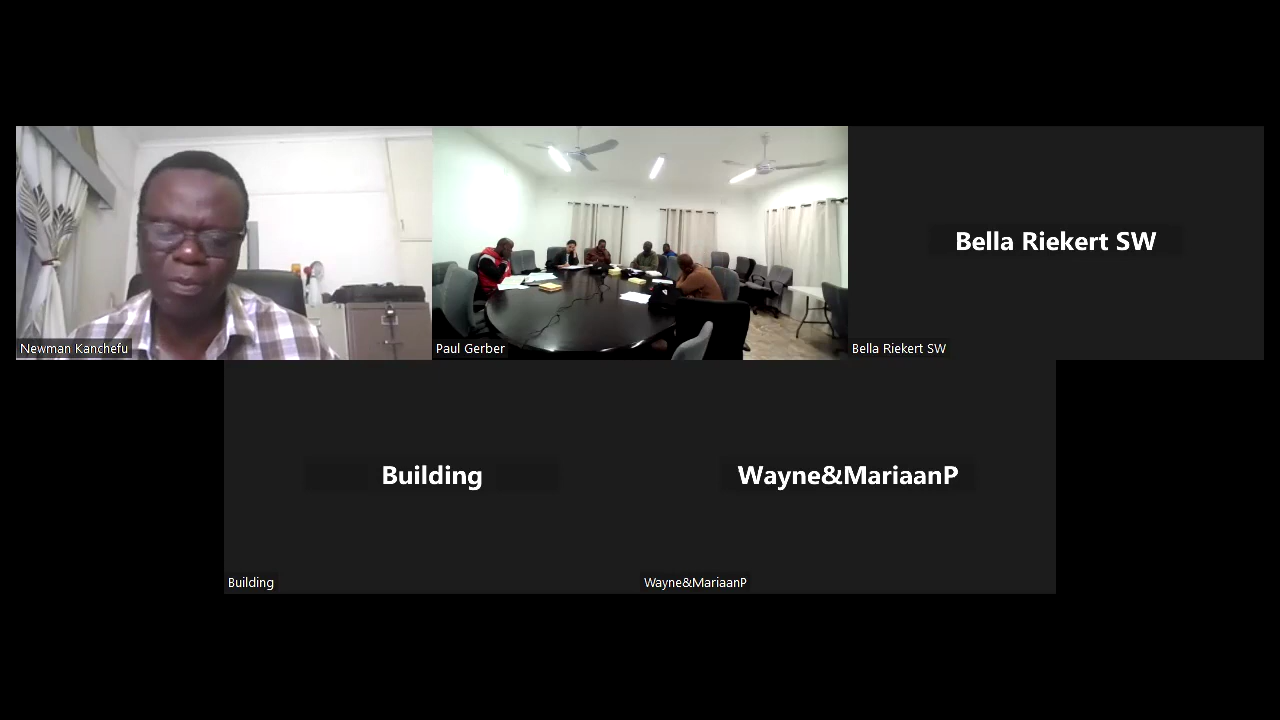 Newman Kanchefu
Paul Gerber
Bella Riekert SW
Bella Riekert SW
Building
Wayne&MariaanP
Building
Wayne&MariaanP